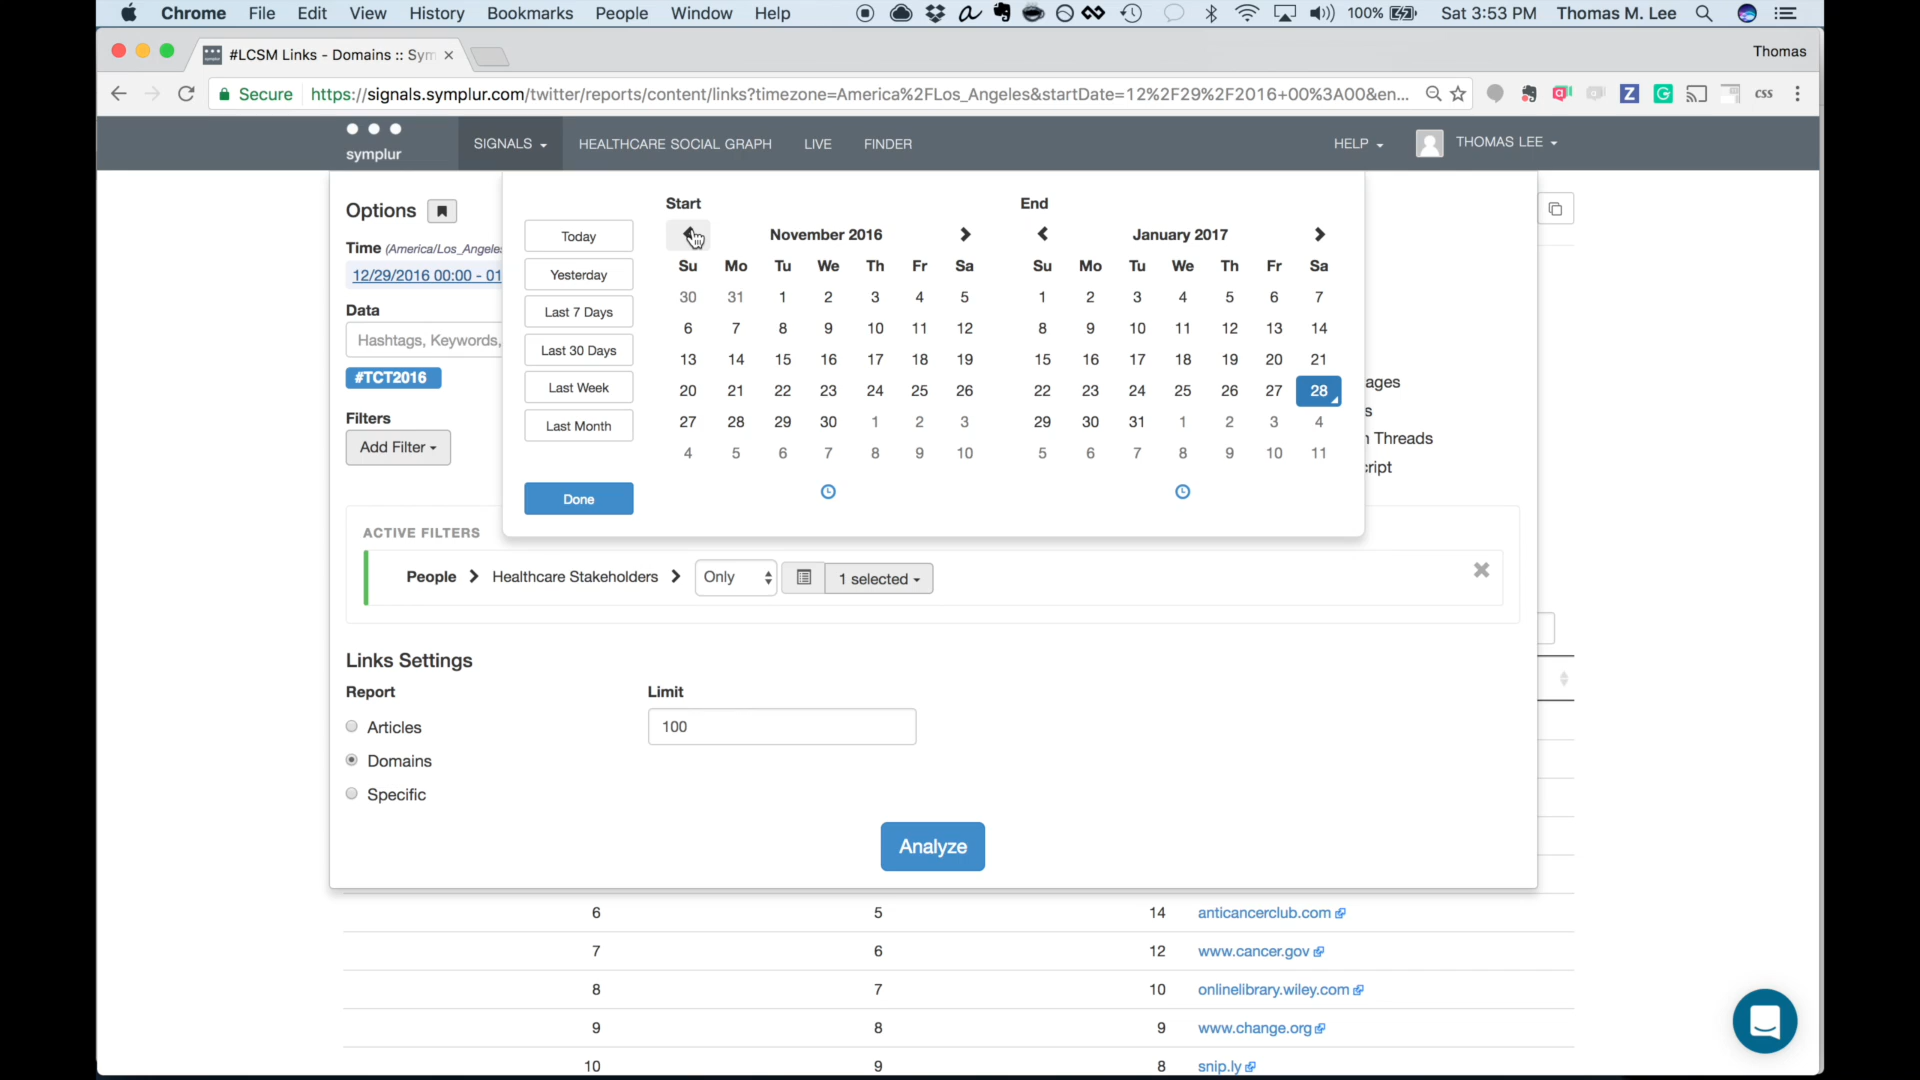 Chrome File Edit View History Bookmarks People Window Help 100% Sat 3:53 PM Thomas M. Lee
#LCSM Links - Domains :: Sym
Thomas
Secure https://signals.symplur.com/twitter/reports/content/links?timezone=America%2FLos_Angeles&startDate=12%2F29%2F2016+00%3A00&en...
css
symplur
SIGNALS HEALTHCARE SOCIAL GRAPH LIVE FINDER HELP THOMAS LEE
Options
Time (America/Los_Angeles
12/29/2016 00:00 - 01
Data
Hashtags, Keywords,
#TCT2016
Filters
Add Filter
Today
Yesterday
Last 7 Days
Last 30 Days
Last Week
Last Month
Done
Start
November 2016
Su Mo Tu We Th Fr Sa
30 31 1 2 3 4 5
6 7 8 9 10 11 12
13 14 15 16 17 18 19
20 21 22 23 24 25 26
27 28 29 30 1 2 3
4 5 6 7 8 9 10
End
January 2017
Su Mo Tu We Th Fr Sa
1 2 3 4 5 6 7
8 9 10 11 12 13 14
15 16 17 18 19 20 21
22 23 24 25 26 27 28
29 30 31 1 2 3 4
5 6 7 8 9 10 11
ages
s
Threads
cript
ACTIVE FILTERS
People Healthcare Stakeholders Only 1 selected
Links Settings
Report
Articles
Domains
Specific
Limit
100
Analyze
6 5 14 anticancerclub.com
7 6 12 www.cancer.gov
8 7 10 onlinelibrary.wiley.com
9 8 9 www.change.org
10 9 8 snip.ly